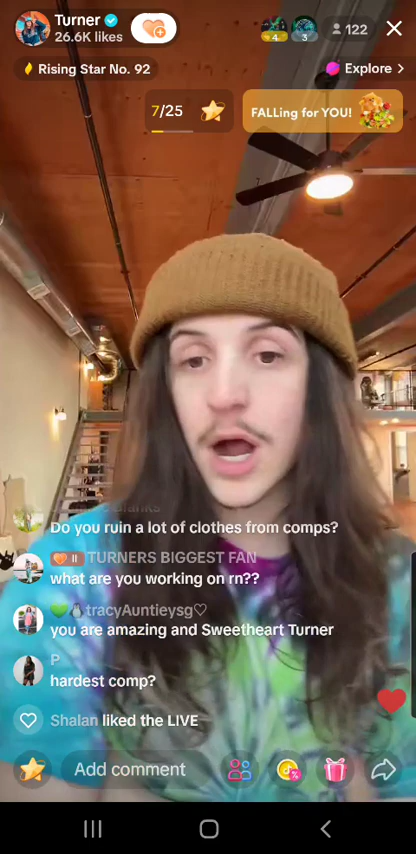 Turner
26.6K likes
4
3
122
Rising Star No. 92
Explore >
7/25
FALLing for YOU!
Do you ruin a lot of clothes from comps?
II TURNERS BIGGEST FAN
what are you working on rn??
tracyAuntieysg♡
you are amazing and Sweetheart Turner
P
hardest comp?
Shalan liked the LIVE
Add comment